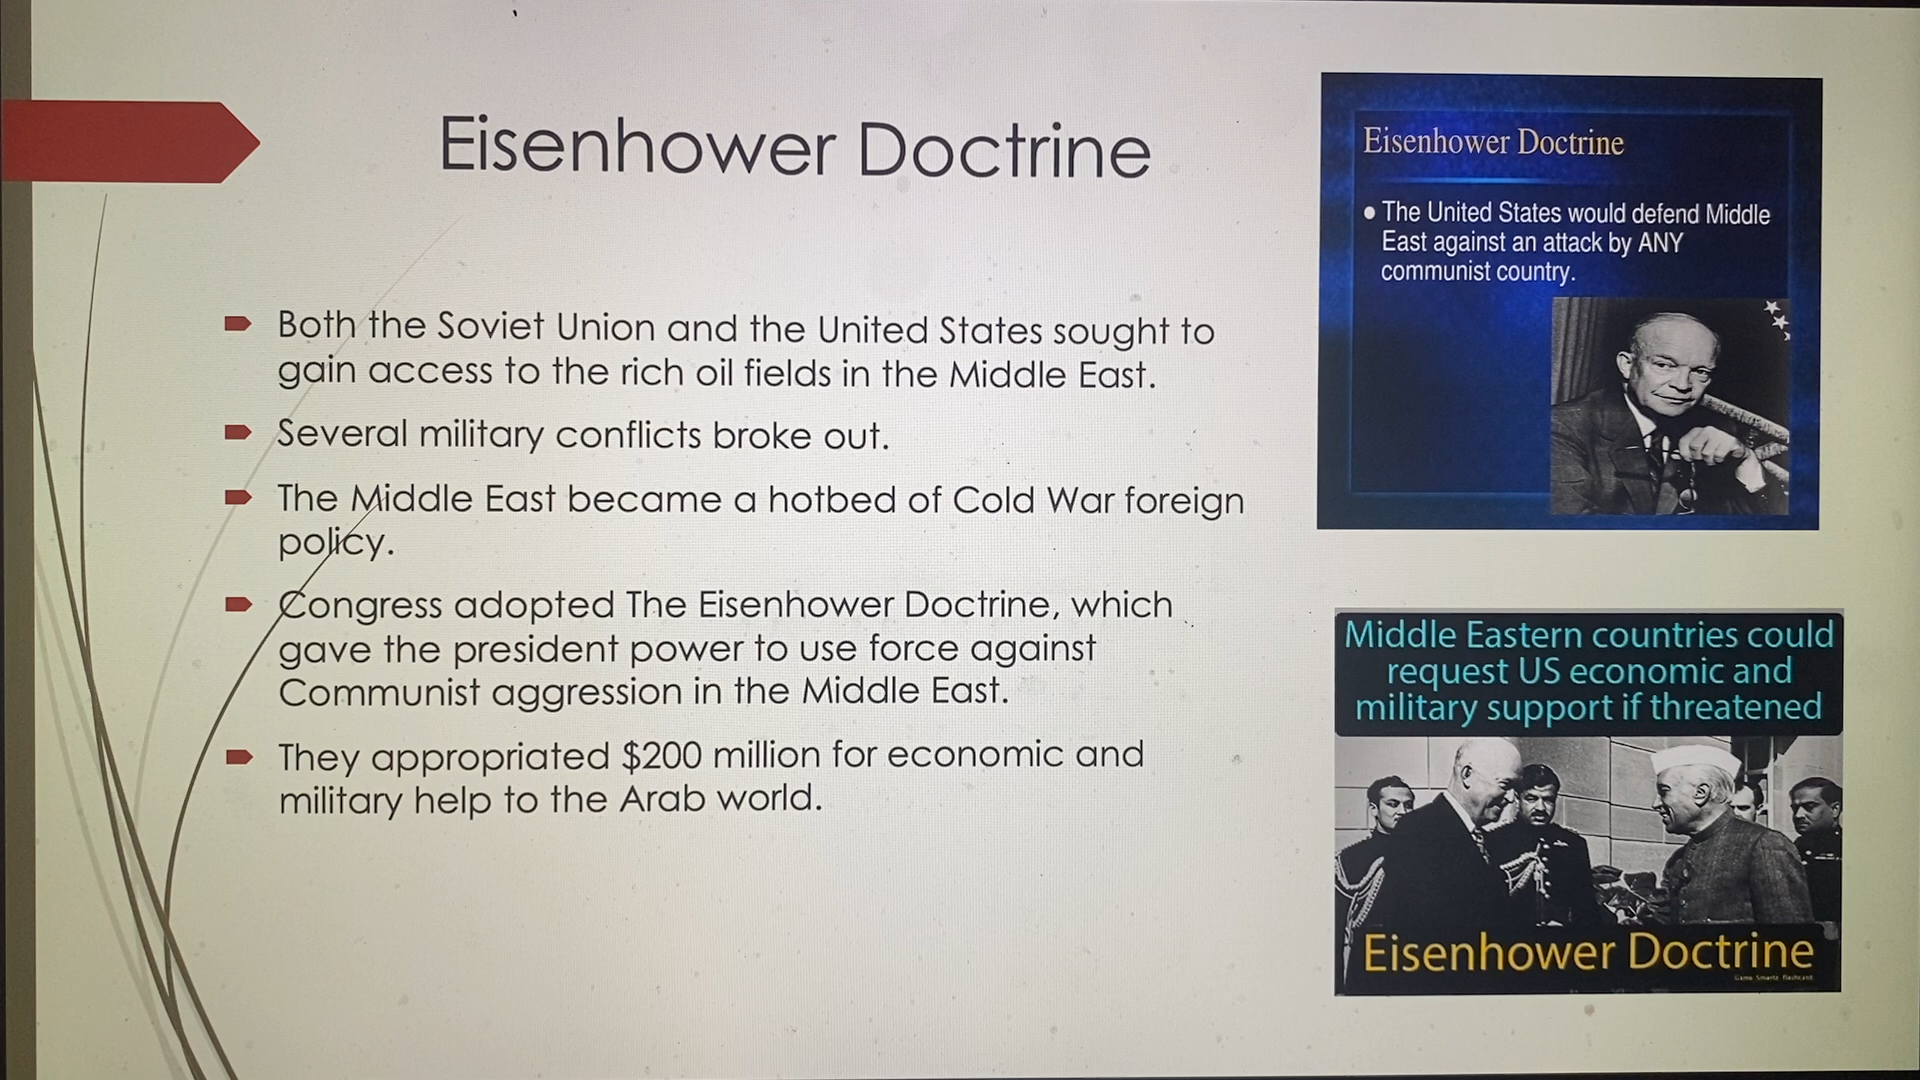 Eisenhower Doctrine
Both the Soviet Union and the United States sought to
gain access to the rich oil fields in the Middle East.
Several military conflicts broke out.
The Middle East became a hotbed of Cold War foreign
policy.
Congress adopted The Eisenhower Doctrine, which
gave the president power to use force against
Communist aggression in the Middle East.
They appropriated $200 million for economic and
military help to the Arab world.
Eisenhower Doctrine
• The United States would defend Middle
East against an attack by ANY
communist country.
Middle Eastern countries could
request US economic and
military support if threatened
Eisenhower Doctrine
Game Smartz flashcard